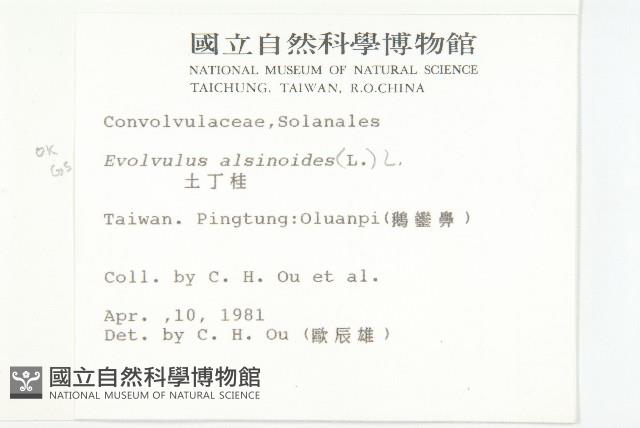 國立自然科學博物館
NATIONAL MUSEUM OF NATURAL SCIENCE
TAICHUNG, TAIWAN, R.O.CHINA
Convolvulaceae,Solanales
OK
GS
Evolvulus alsinoides(L.) L.
土丁桂
Taiwan. Pingtung:Oluanpi(鵝鑾鼻)
Coll. by C. H. Ou et al.
Apr. ,10, 1981
Det. by C. H. Ou (歐辰雄)
國立自然科學博物館
NATIONAL MUSEUM OF NATURAL SCIENCE